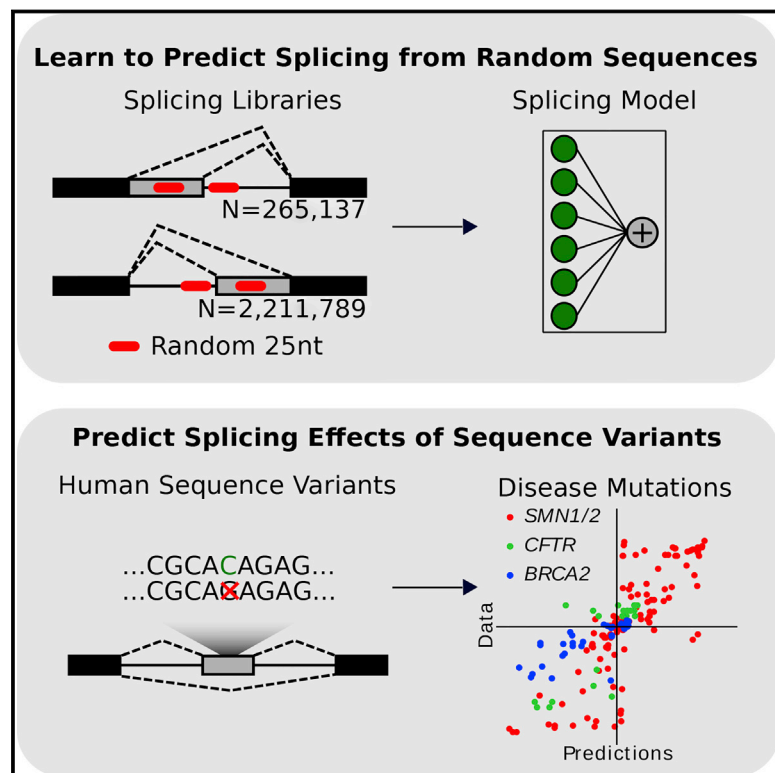 Learn to Predict Splicing from Random Sequences
Splicing Libraries
Splicing Model
N=265,137
N=2,211,789
Random 25nt
+
Predict Splicing Effects of Sequence Variants
Human Sequence Variants
Disease Mutations
SMN1/2
CFTR
BRCA2
...CGCACAGAG...
...CGCACAGAG...
Data
Predictions